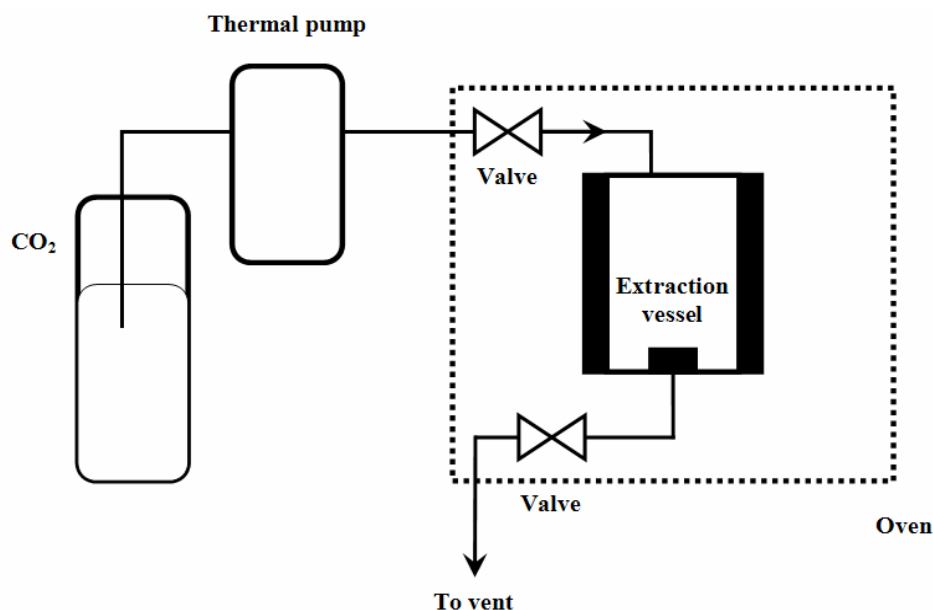 Thermal pump
Valve
CO₂
Extraction
vessel
Valve
Oven
To vent